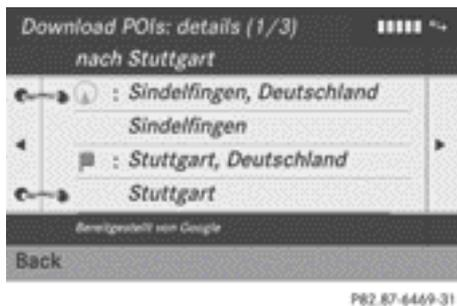 Download POIs: details (1/3)
nach Stuttgart
: Sindelfingen, Deutschland
Sindelfingen
: Stuttgart, Deutschland
Stuttgart
Bereitgestellt von Google
Back
P82.87-6469-31